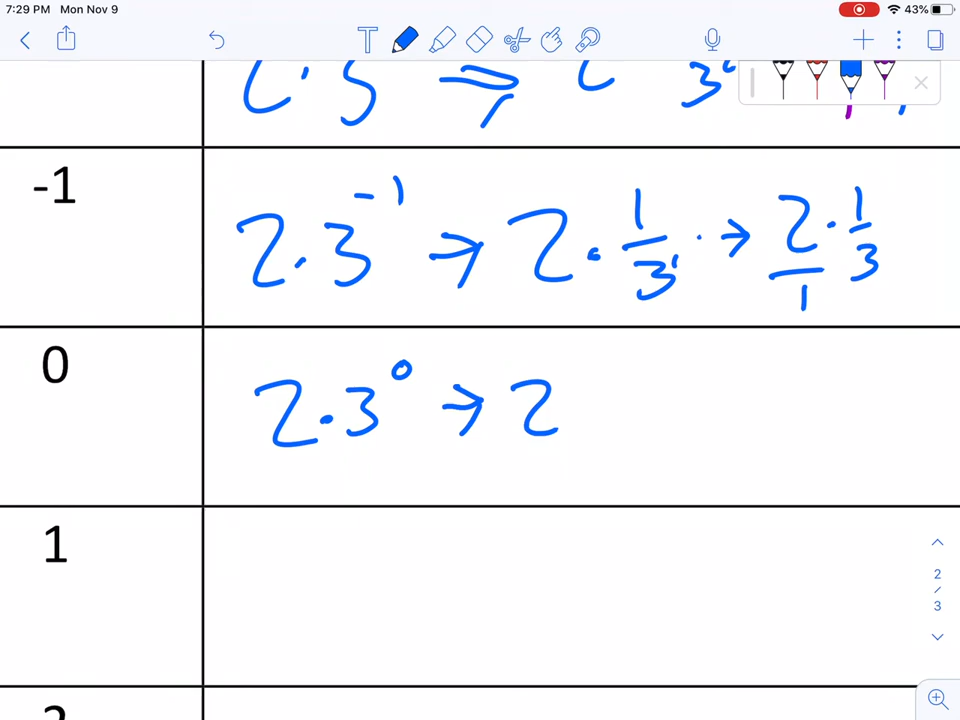 7:29 PM Mon Nov 9
43%
T
-1
2 · 3⁻¹ → 2 · 1/3¹ · → 2/1 · 1/3
0
2 · 3⁰ → 2
1
2
/
3